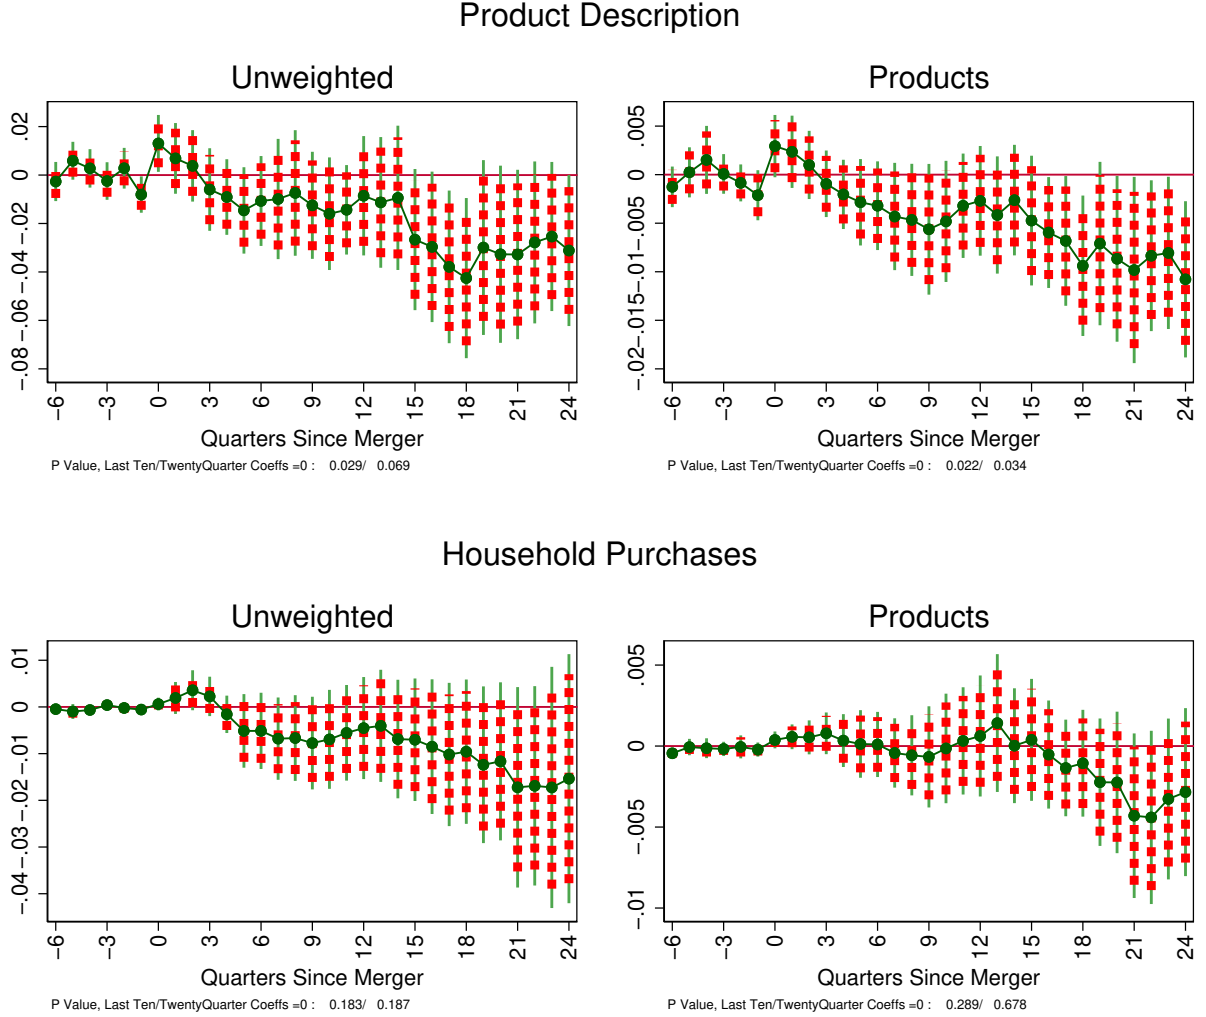 Product Description
Unweighted
.02
0
-.02
-.04
-.06
-.08
-6 -3 0 3 6 9 12 15 18 21 24
Quarters Since Merger
P Value, Last Ten/TwentyQuarter Coeffs =0 : 0.029/ 0.069
Products
.005
0
-.005
-.01
-.015
-.02
-6 -3 0 3 6 9 12 15 18 21 24
Quarters Since Merger
P Value, Last Ten/TwentyQuarter Coeffs =0 : 0.022/ 0.034
Household Purchases
Unweighted
.01
0
-.01
-.02
-.03
-.04
-6 -3 0 3 6 9 12 15 18 21 24
Quarters Since Merger
P Value, Last Ten/TwentyQuarter Coeffs =0 : 0.183/ 0.187
Products
.005
0
-.005
-.01
-6 -3 0 3 6 9 12 15 18 21 24
Quarters Since Merger
P Value, Last Ten/TwentyQuarter Coeffs =0 : 0.289/ 0.678